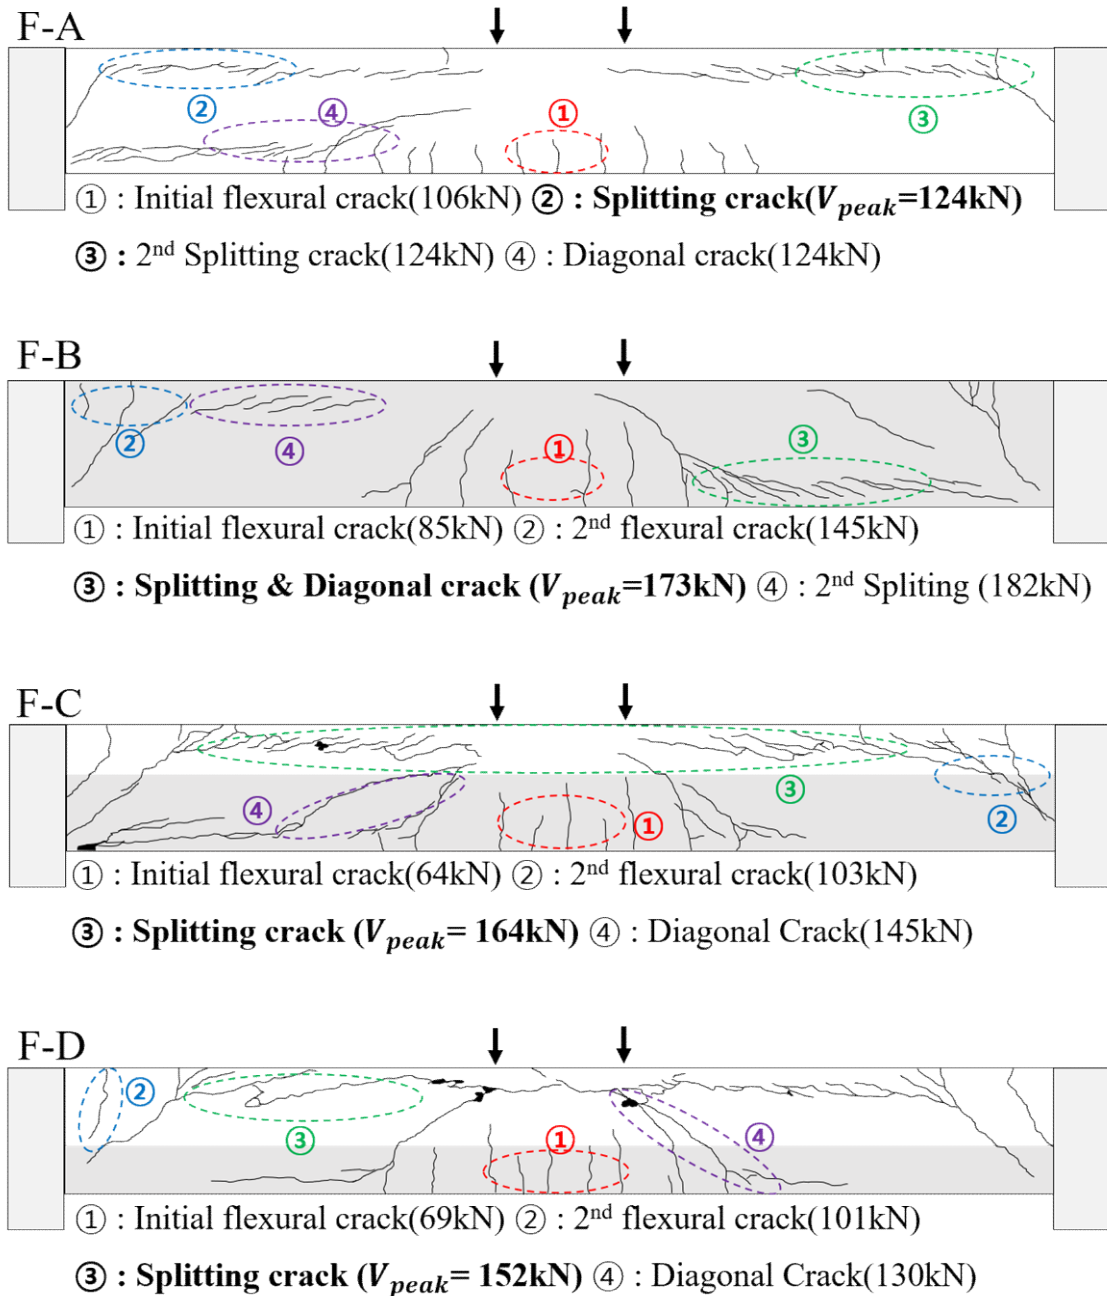 F-A
② ④ ① ③
① : Initial flexural crack(106kN) ② : Splitting crack(V_peak=124kN)
③ : 2nd Splitting crack(124kN) ④ : Diagonal crack(124kN)
F-B
② ④ ① ③
① : Initial flexural crack(85kN) ② : 2nd flexural crack(145kN)
③ : Splitting & Diagonal crack (V_peak=173kN) ④ : 2nd Spliting (182kN)
F-C
④ ① ③ ②
① : Initial flexural crack(64kN) ② : 2nd flexural crack(103kN)
③ : Splitting crack (V_peak= 164kN) ④ : Diagonal Crack(145kN)
F-D
② ③ ① ④
① : Initial flexural crack(69kN) ② : 2nd flexural crack(101kN)
③ : Splitting crack (V_peak= 152kN) ④ : Diagonal Crack(130kN)